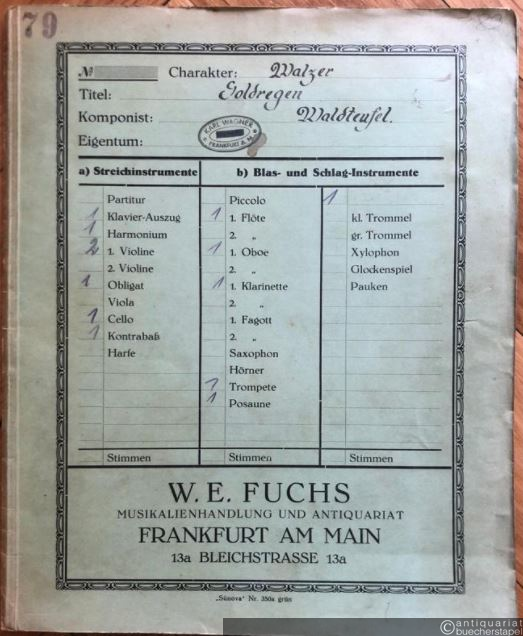 79
№ Charakter: Walzer
Titel: Goldregen
Komponist: Waldteufel.
Eigentum: KARL WAGNER FRANKFURT A. M.
a) Streichinstrumente
Partitur
1 Klavier-Auszug
1 Harmonium
2 1. Violine
2. Violine
1 Obligat
Viola
1 Cello
1 Kontrabaß
Harfe
Stimmen
b) Blas- und Schlag-Instrumente
Piccolo
1 1. Flöte
2. „
1 1. Oboe
2. „
1 1. Klarinette
2. „
1. Fagott
2. „
Saxophon
Hörner
1 Trompete
1 Posaune
Stimmen
1
kl. Trommel
gr. Trommel
Xylophon
Glockenspiel
Pauken
Stimmen
W. E. FUCHS
MUSIKALIENHANDLUNG UND ANTIQUARIAT
FRANKFURT AM MAIN
13a BLEICHSTRASSE 13a
„Sünova“ Nr. 350a grün
©antiquariat
buecherstapel